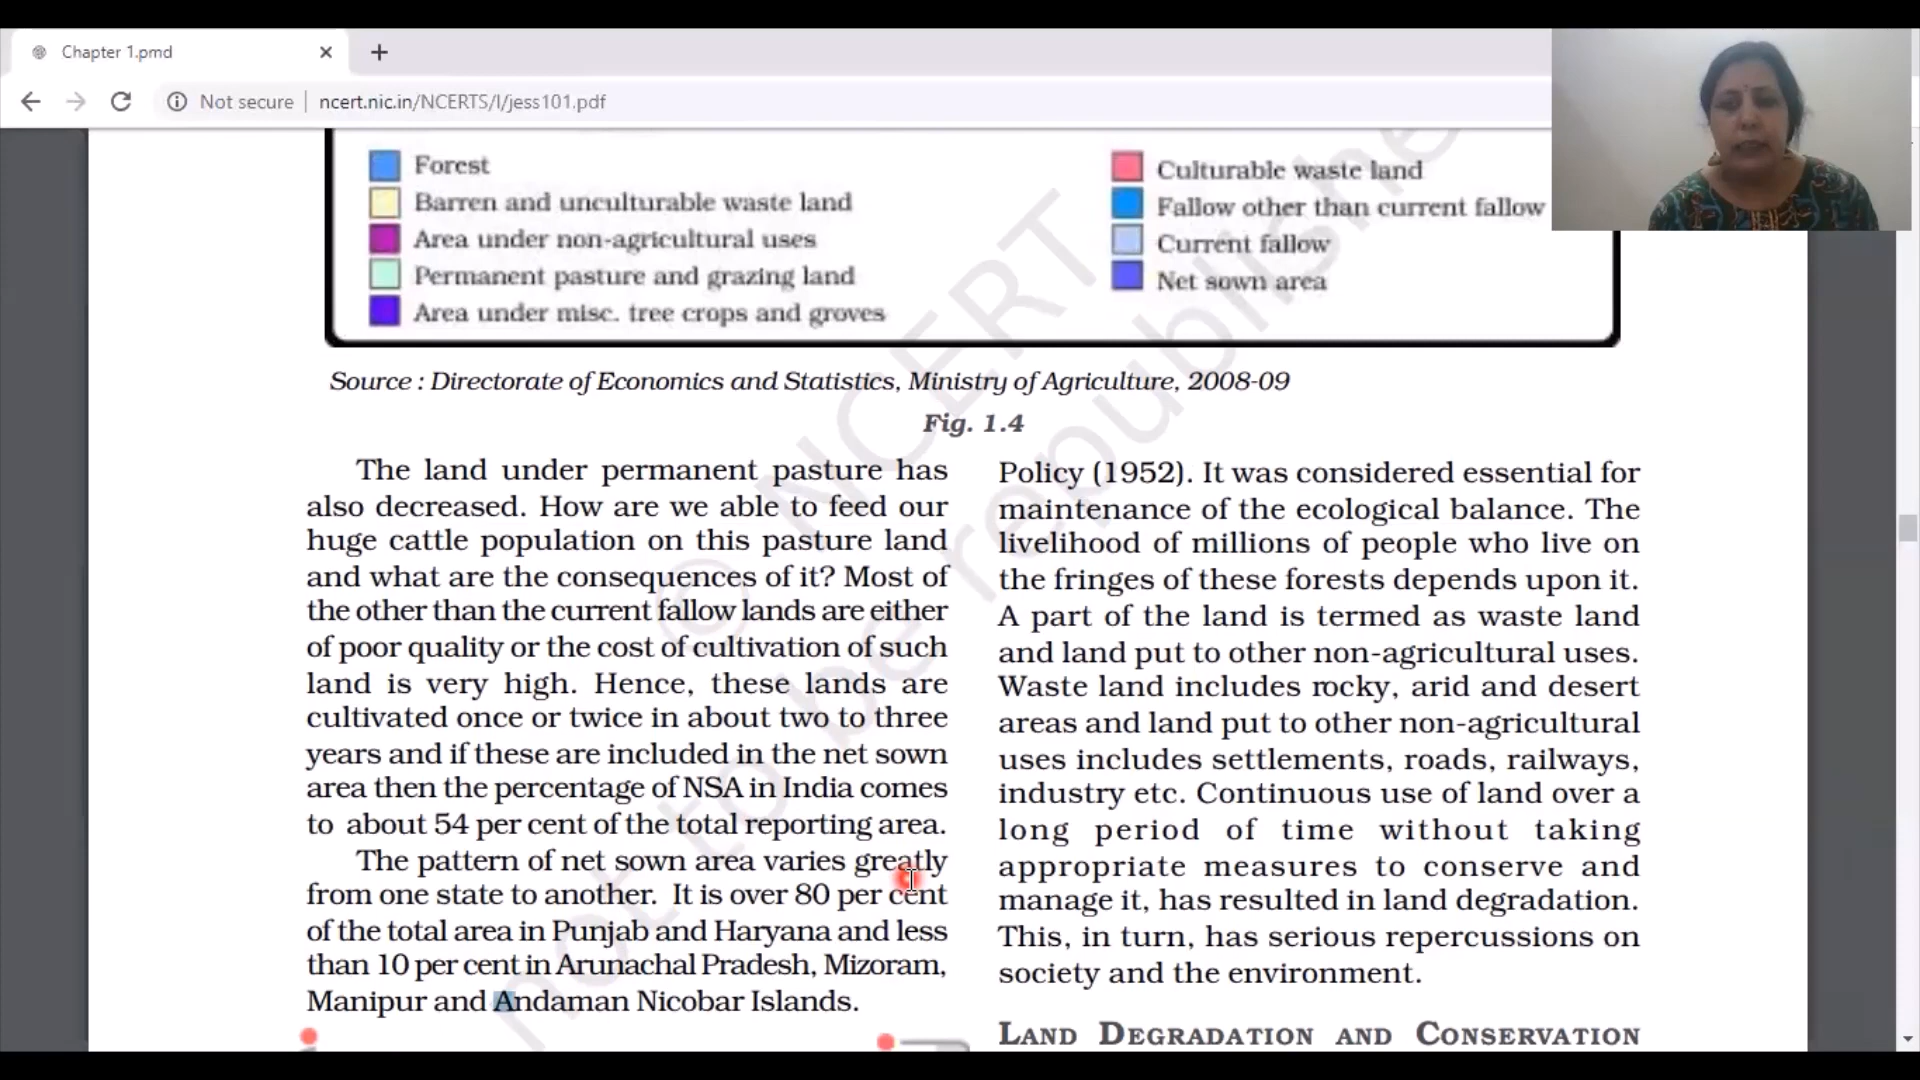 Chapter 1.pmd
Not secure
ncert.nic.in/NCERTS/l/jess101.pdf
Forest
Barren and unculturable waste land
Area under non-agricultural uses
Permanent pasture and grazing land
Area under misc. tree crops and groves
Culturable waste land
Fallow other than current fallow
Current fallow
Net sown area
Source : Directorate of Economics and Statistics, Ministry of Agriculture, 2008-09
Fig. 1.4
The land under permanent pasture has
also decreased. How are we able to feed our
huge cattle population on this pasture land
and what are the consequences of it? Most of
the other than the current fallow lands are either
of poor quality or the cost of cultivation of such
land is very high. Hence, these lands are
cultivated once or twice in about two to three
years and if these are included in the net sown
area then the percentage of NSA in India comes
to about 54 per cent of the total reporting area.
The pattern of net sown area varies greatly
from one state to another. It is over 80 per cent
of the total area in Punjab and Haryana and less
than 10 per cent in Arunachal Pradesh, Mizoram,
Manipur and Andaman Nicobar Islands.
Policy (1952). It was considered essential for
maintenance of the ecological balance. The
livelihood of millions of people who live on
the fringes of these forests depends upon it.
A part of the land is termed as waste land
and land put to other non-agricultural uses.
Waste land includes rocky, arid and desert
areas and land put to other non-agricultural
uses includes settlements, roads, railways,
industry etc. Continuous use of land over a
long period of time without taking
appropriate measures to conserve and
manage it, has resulted in land degradation.
This, in turn, has serious repercussions on
society and the environment.
LAND DEGRADATION AND CONSERVATION
© NCERT
not to be republishe